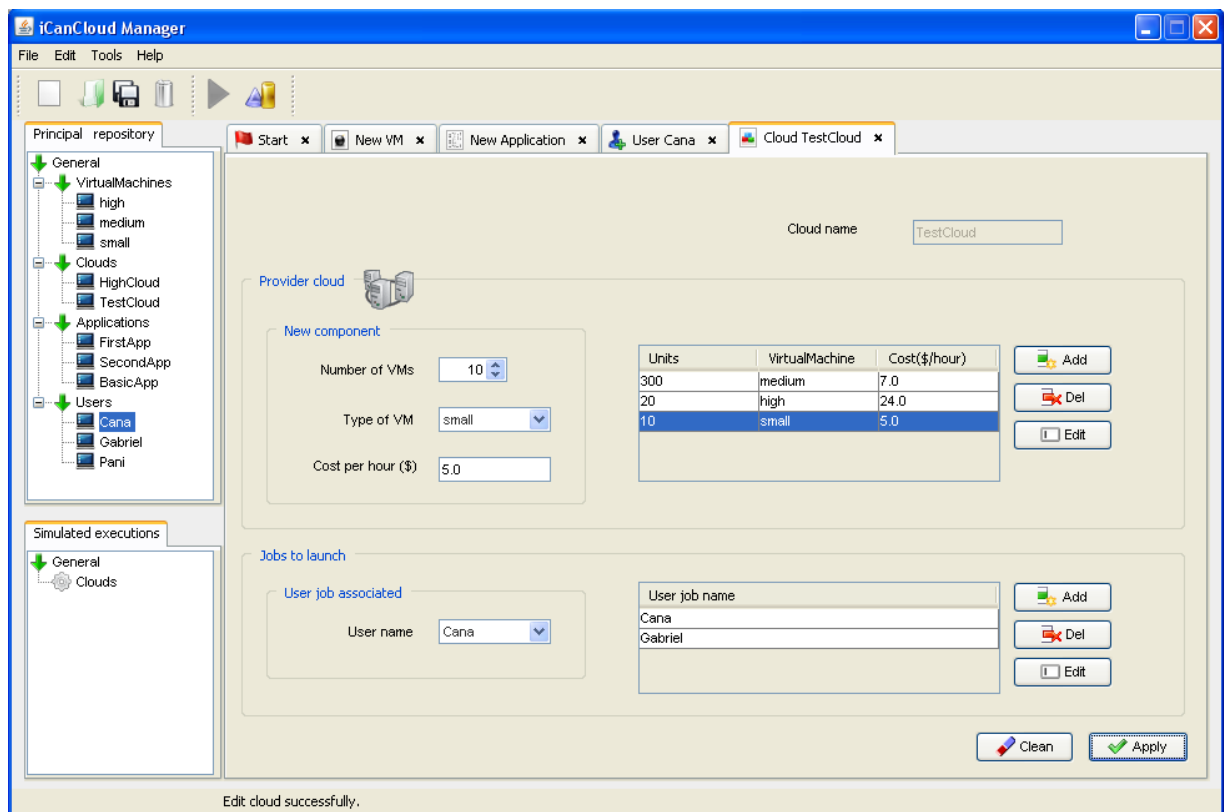 iCanCloud Manager
File Edit Tools Help
Principal repository
General
VirtualMachines
high
medium
small
Clouds
HighCloud
TestCloud
Applications
FirstApp
SecondApp
BasicApp
Users
Cana
Gabriel
Pani
Simulated executions
General
Clouds
Start New VM New Application User Cana Cloud TestCloud
Cloud name TestCloud
Provider cloud
New component
Number of VMs 10
Type of VM small
Cost per hour ($) 5.0
Units VirtualMachine Cost($/hour)
300 medium 7.0
20 high 24.0
10 small 5.0
Add
Del
Edit
Jobs to launch
User job associated
User name Cana
User job name
Cana
Gabriel
Add
Del
Edit
Clean Apply
Edit cloud successfully.